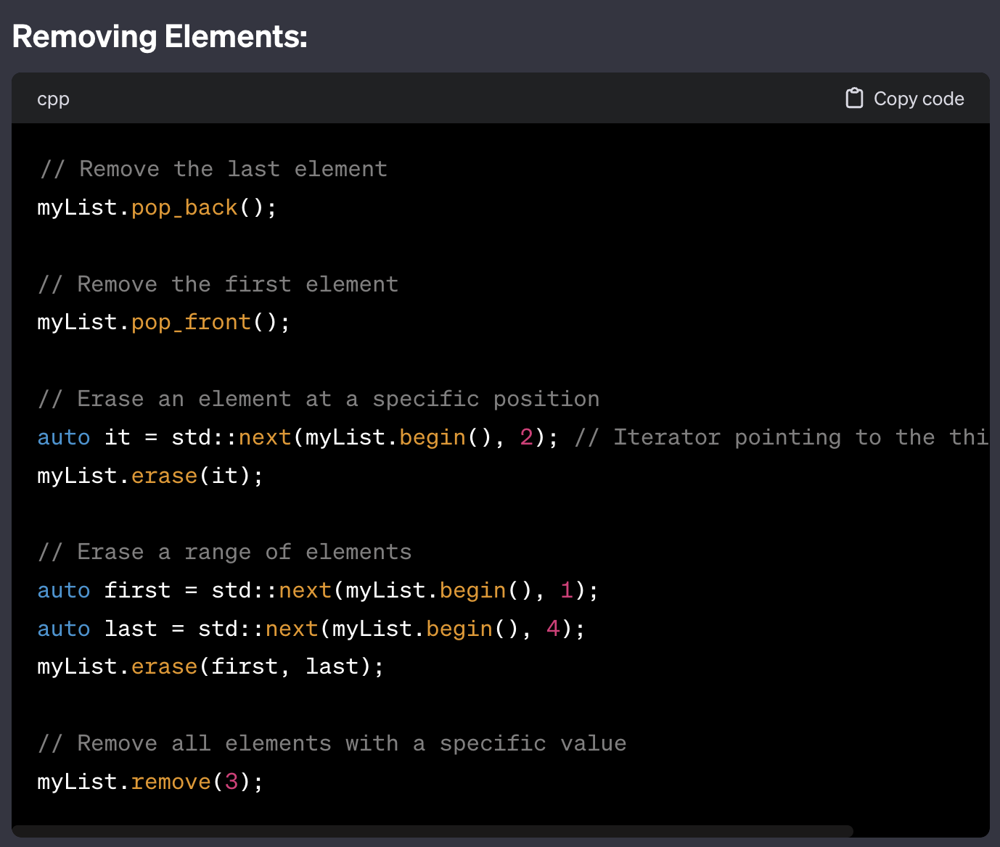 Removing Elements:
cpp
Copy code
// Remove the last element
myList.pop_back();
// Remove the first element
myList.pop_front();
// Erase an element at a specific position
auto it = std::next(myList.begin(), 2); // Iterator pointing to the thi
myList.erase(it);
// Erase a range of elements
auto first = std::next(myList.begin(), 1);
auto last = std::next(myList.begin(), 4);
myList.erase(first, last);
// Remove all elements with a specific value
myList.remove(3);